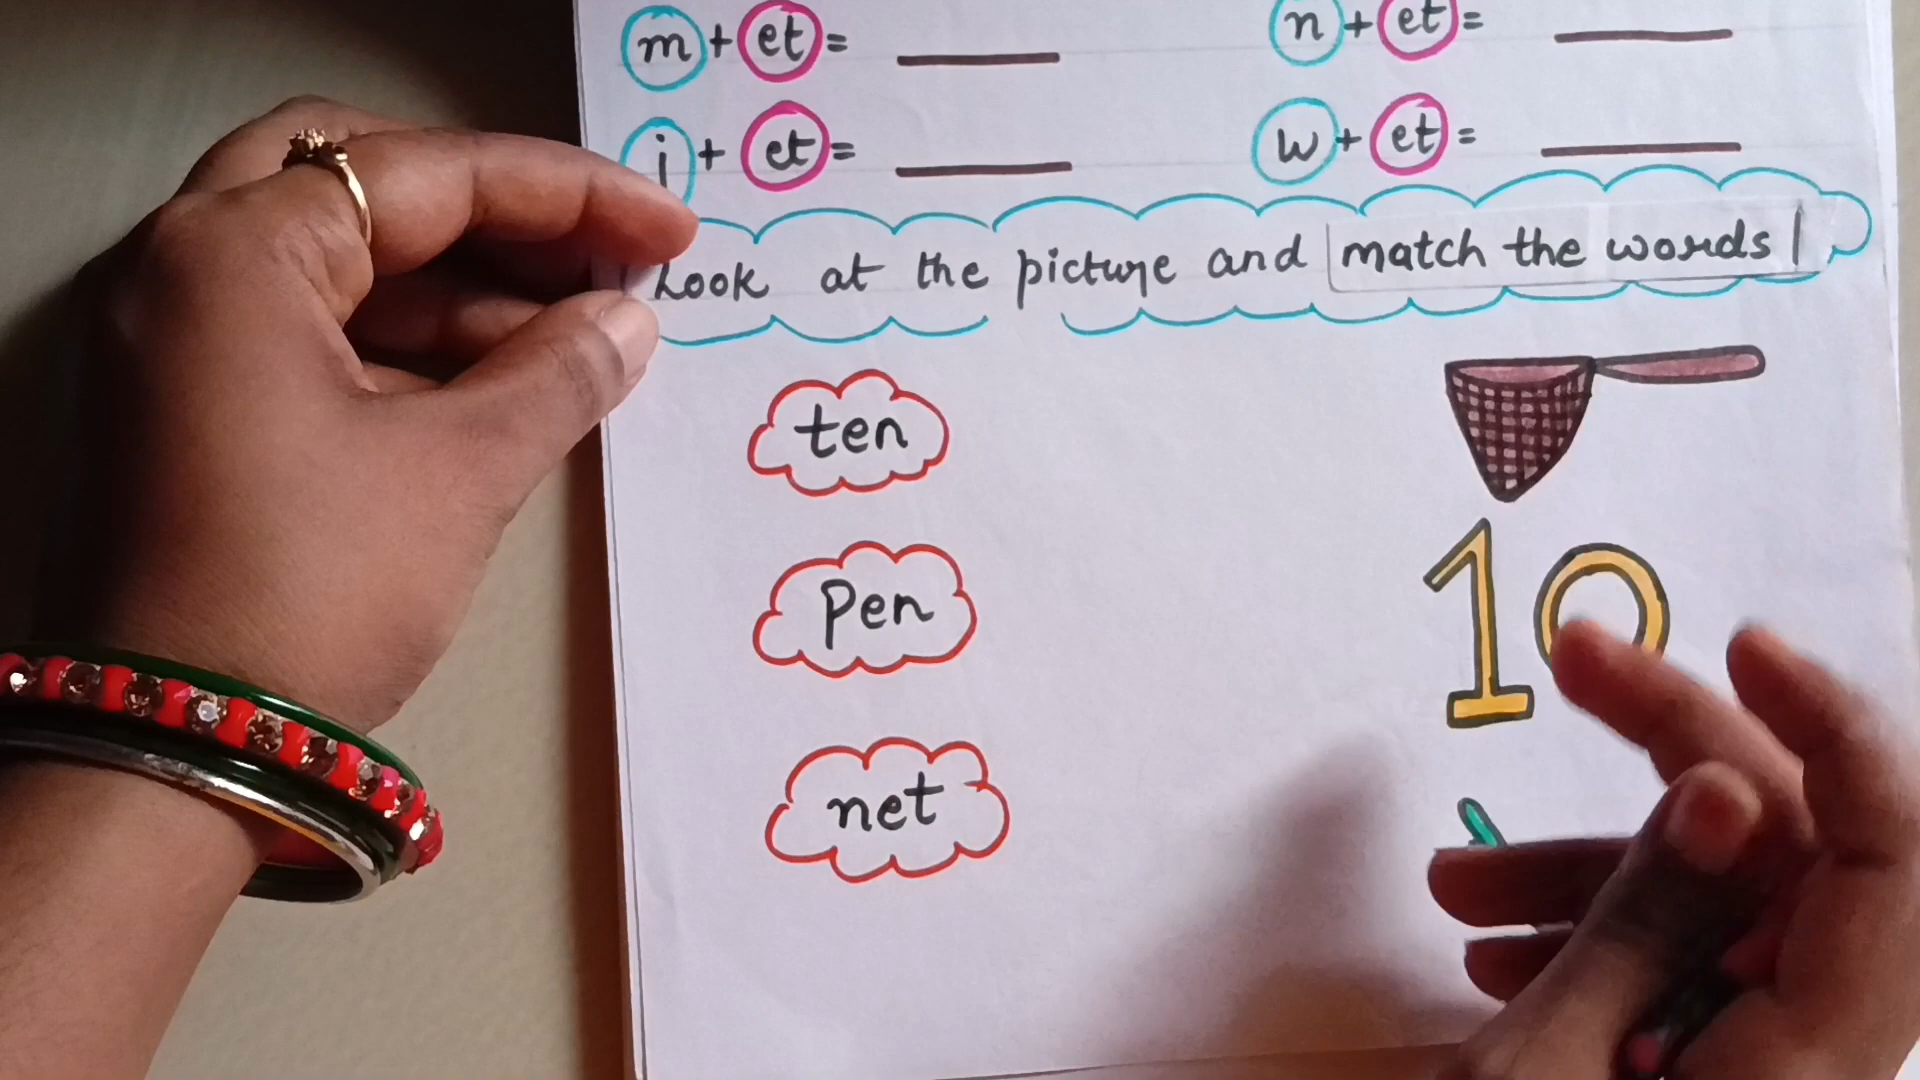 m + et = n + et =
j + et = w + et =
Look at the picture and match the words
ten
10
pen
net